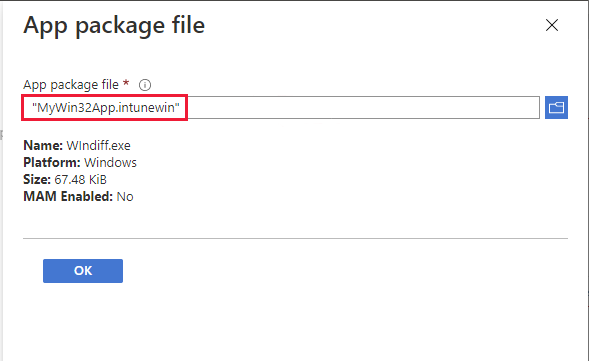 App package file
App package file *
"MyWin32App.intunewin"
Name: WIndiff.exe
Platform: Windows
Size: 67.48 KiB
MAM Enabled: No
OK